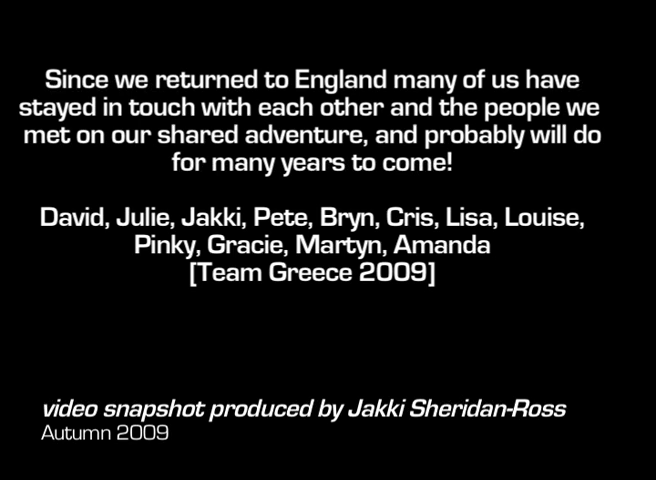 Since we returned to England many of us have
stayed in touch with each other and the people we
met on our shared adventure, and probably will do
for many years to come!
David, Julie, Jakki, Pete, Bryn, Cris, Lisa, Louise,
Pinky, Gracie, Martyn, Amanda
[Team Greece 2009]
video snapshot produced by Jakki Sheridan-Ross
Autumn 2009